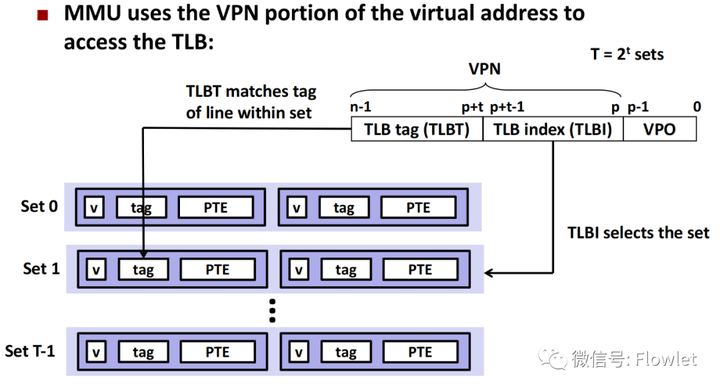 MMU uses the VPN portion of the virtual address to
access the TLB:
T = 2^t sets
VPN
TLBT matches tag
of line within set
n-1 p+t p+t-1 p p-1 0
TLB tag (TLBT) TLB index (TLBI) VPO
Set 0 v tag PTE v tag PTE
TLBI selects the set
Set 1 v tag PTE v tag PTE
Set T-1 v tag PTE v tag PTE
微信号: Flowlet